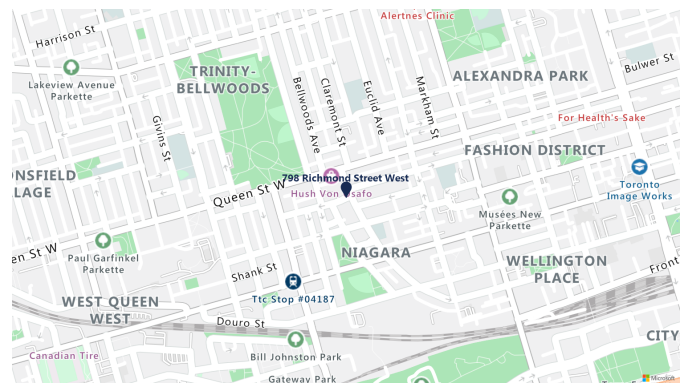 Alertnes Clinic
Harrison St
Lakeview Avenue
Parkette
TRINITY-
BELLWOODS
ALEXANDRA PARK
Bulwer St
Bellwoods Ave
Claremont St
Euclid Ave
Markham St
For Health's Sake
Givins St
FASHION DISTRICT
ONSFIELD
LAGE
798 Richmond Street West
Queen St W
Hush Von
Toronto
Image Works
Musées New
Parkette
en St W
NIAGARA
Paul Garfinkel
Parkette
WELLINGTON
PLACE
Front
Shank St
Ttc Stop #04187
WEST QUEEN
WEST
Douro St
CITY
Canadian Tire
Bill Johnston Park
Gateway Park
Microsoft